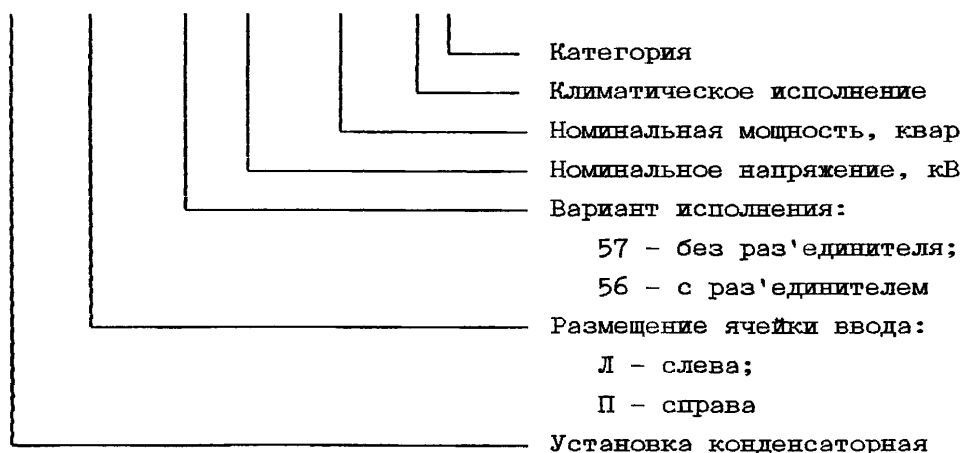 Категория
Климатическое исполнение
Номинальная мощность, квар
Номинальное напряжение, кВ
Вариант исполнения:
57 - без раз'единителя;
56 - с раз'единителем
Размещение ячейки ввода:
Л - слева;
П - справа
Установка конденсаторная